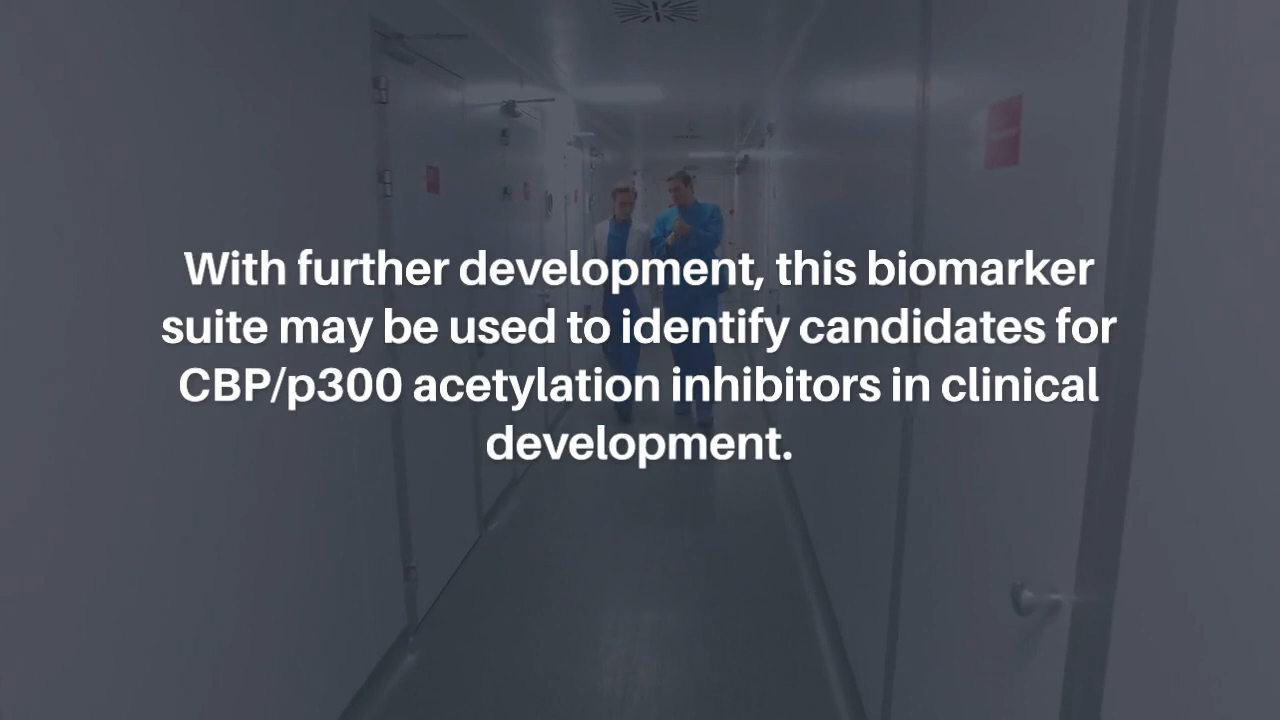 With further development, this biomarker
suite may be used to identify candidates for
CBP/p300 acetylation inhibitors in clinical
development.